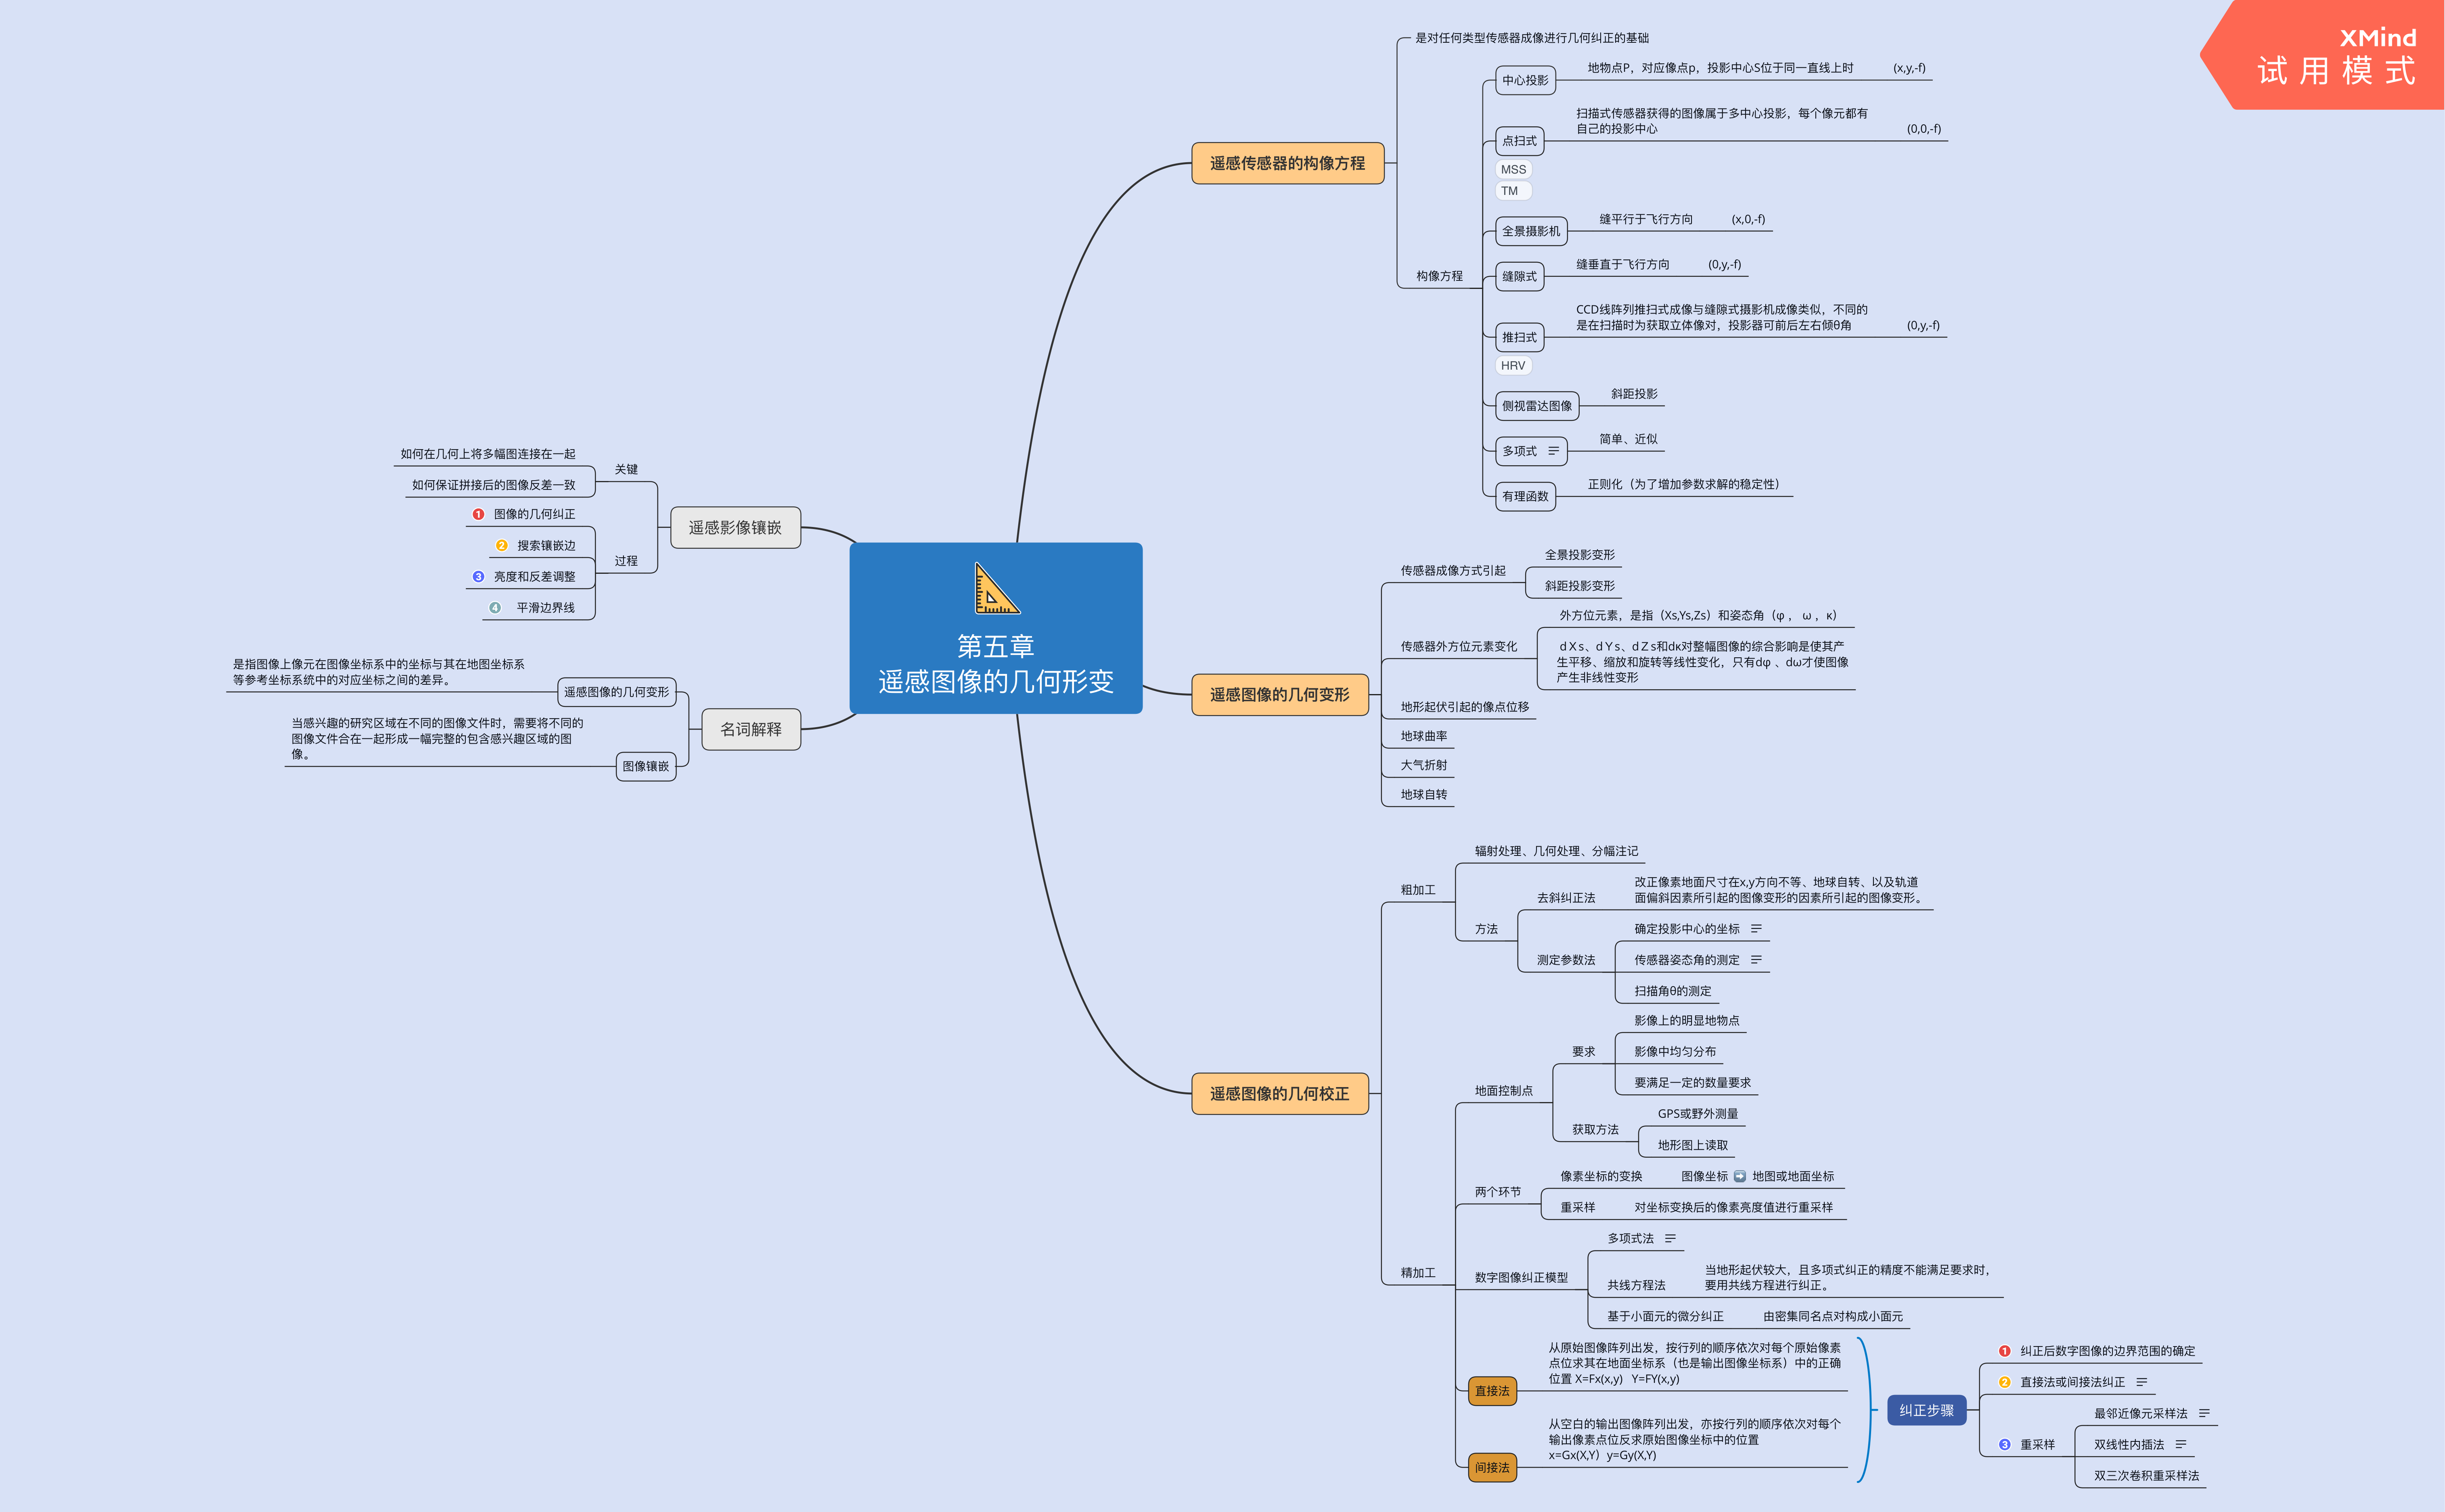 XMind
试用模式
第五章
遥感图像的几何形变
遥感传感器的构像方程
是对任何类型传感器成像进行几何纠正的基础
构像方程
中心投影
地物点P，对应像点p，投影中心S位于同一直线上时
(x,y,-f)
点扫式
扫描式传感器获得的图像属于多中心投影，每个像元都有
自己的投影中心
(0,0,-f)
MSS
TM
全景摄影机
缝平行于飞行方向
(x,0,-f)
缝隙式
缝垂直于飞行方向
(0,y,-f)
推扫式
CCD线阵列推扫式成像与缝隙式摄影机成像类似，不同的
是在扫描时为获取立体像对，投影器可前后左右倾θ角
(0,y,-f)
HRV
侧视雷达图像
斜距投影
多项式
简单、近似
有理函数
正则化（为了增加参数求解的稳定性）
遥感图像的几何变形
传感器成像方式引起
全景投影变形
斜距投影变形
传感器外方位元素变化
外方位元素，是指（Xs,Ys,Zs）和姿态角（φ ， ω ，κ）
dＸs、dＹs、dＺs和dκ对整幅图像的综合影响是使其产
生平移、缩放和旋转等线性变化，只有dφ 、dω才使图像
产生非线性变形
地形起伏引起的像点位移
地球曲率
大气折射
地球自转
遥感图像的几何校正
粗加工
辐射处理、几何处理、分幅注记
方法
去斜纠正法
改正像素地面尺寸在x,y方向不等、地球自转、以及轨道
面偏斜因素所引起的图像变形的因素所引起的图像变形。
测定参数法
确定投影中心的坐标
传感器姿态角的测定
扫描角θ的测定
精加工
地面控制点
要求
影像上的明显地物点
影像中均匀分布
要满足一定的数量要求
获取方法
GPS或野外测量
地形图上读取
两个环节
像素坐标的变换
图像坐标 ➡ 地图或地面坐标
重采样
对坐标变换后的像素亮度值进行重采样
数字图像纠正模型
多项式法
共线方程法
当地形起伏较大，且多项式纠正的精度不能满足要求时，
要用共线方程进行纠正。
基于小面元的微分纠正
由密集同名点对构成小面元
直接法
从原始图像阵列出发，按行列的顺序依次对每个原始像素
点位求其在地面坐标系（也是输出图像坐标系）中的正确
位置 X=Fx(x,y)   Y=FY(x,y)
间接法
从空白的输出图像阵列出发，亦按行列的顺序依次对每个
输出像素点位反求原始图像坐标中的位置
x=Gx(X,Y)  y=Gy(X,Y)
纠正步骤
1 纠正后数字图像的边界范围的确定
2 直接法或间接法纠正
3 重采样
最邻近像元采样法
双线性内插法
双三次卷积重采样法
遥感影像镶嵌
关键
如何在几何上将多幅图连接在一起
如何保证拼接后的图像反差一致
过程
1 图像的几何纠正
2 搜索镶嵌边
3 亮度和反差调整
4 平滑边界线
名词解释
遥感图像的几何变形
是指图像上像元在图像坐标系中的坐标与其在地图坐标系
等参考坐标系统中的对应坐标之间的差异。
图像镶嵌
当感兴趣的研究区域在不同的图像文件时，需要将不同的
图像文件合在一起形成一幅完整的包含感兴趣区域的图
像。